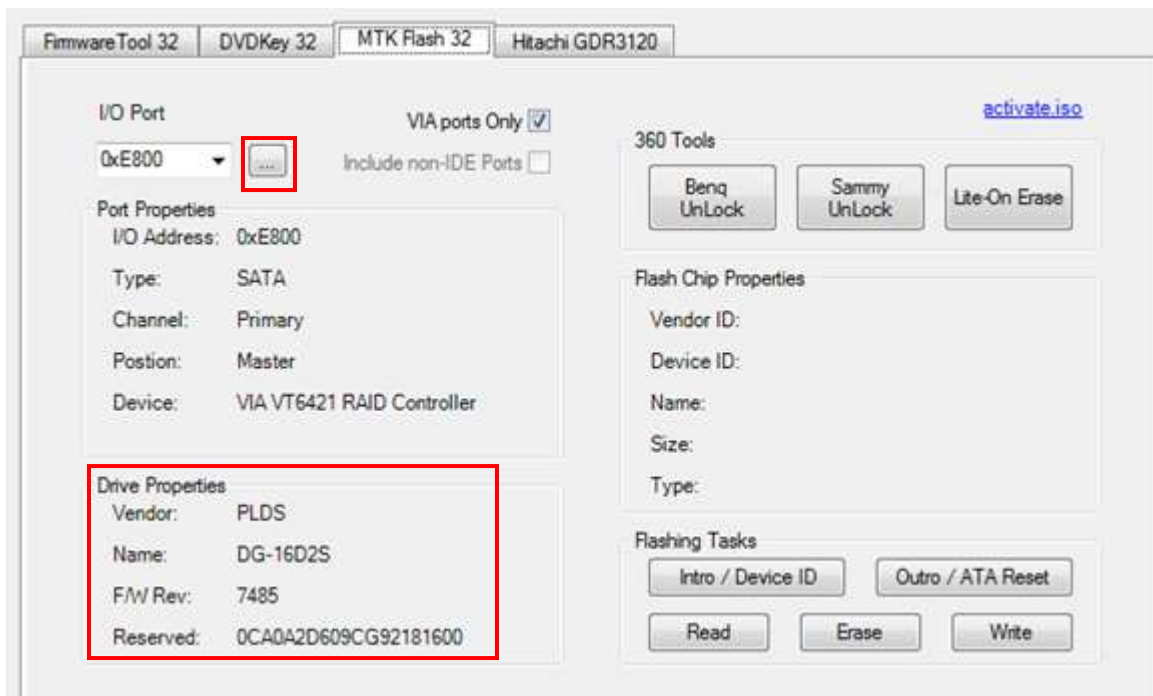 FirmwareTool 32
DVDKey 32
MTK Flash 32
Hitachi GDR3120
I/O Port
VIA ports Only
activate.iso
0xE800
...
Include non-IDE Ports
360 Tools
Benq UnLock
Sammy UnLock
Lite-On Erase
Port Properties
I/O Address: 0xE800
Type: SATA
Channel: Primary
Postion: Master
Device: VIA VT6421 RAID Controller
Flash Chip Properties
Vendor ID:
Device ID:
Name:
Size:
Type:
Drive Properties
Vendor: PLDS
Name: DG-16D2S
F/W Rev: 7485
Reserved: 0CA0A2D609CG92181600
Flashing Tasks
Intro / Device ID
Outro / ATA Reset
Read
Erase
Write